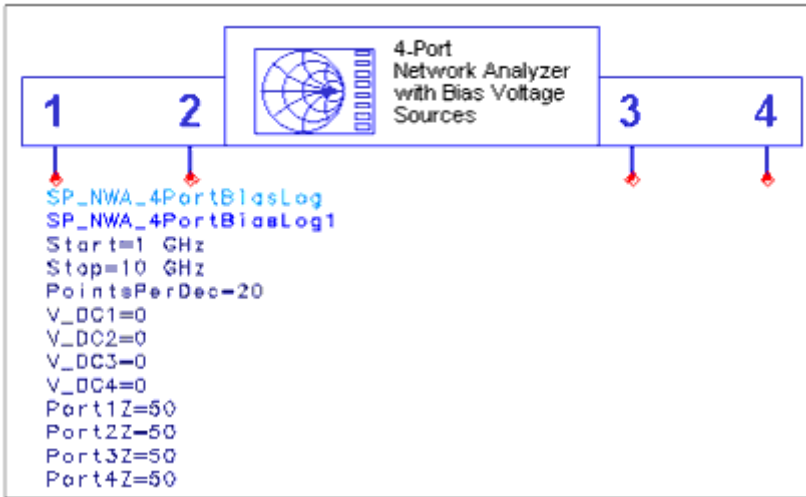 4-Port
Network Analyzer
with Bias Voltage
Sources
1 2 3 4
SP_NWA_4PortBiasLog
SP_NWA_4PortBiasLog1
Start=1 GHz
Stop=10 GHz
PointsPerDec=20
V_DC1=0
V_DC2=0
V_DC3=0
V_DC4=0
Port1Z=50
Port2Z=50
Port3Z=50
Port4Z=50